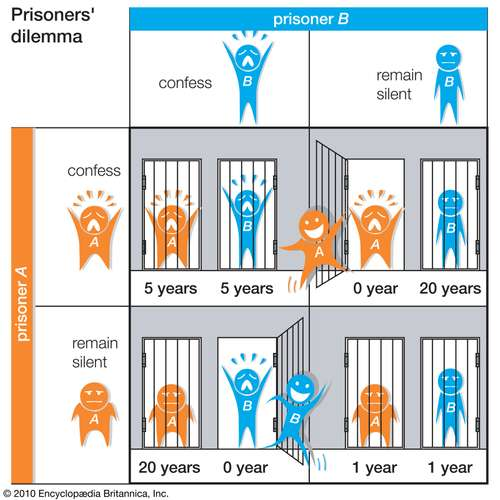 Prisoners'
dilemma
prisoner B
confess
B
remain
silent
B
prisoner A
confess
A
A
B
A
A
B
5 years
5 years
0 year
20 years
remain
silent
A
A
B
B
A
B
20 years
0 year
1 year
1 year
© 2010 Encyclopædia Britannica, Inc.